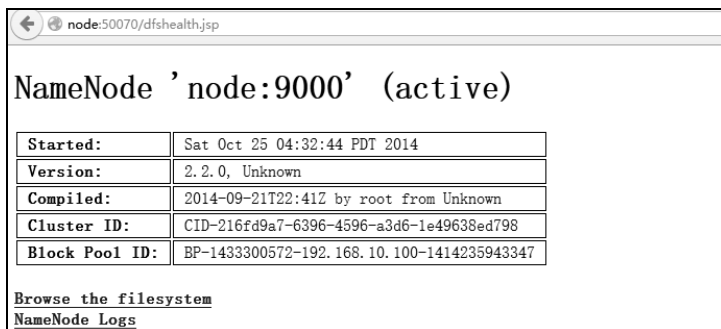 node:50070/dfshealth.jsp
NameNode 'node:9000' (active)
Started: Sat Oct 25 04:32:44 PDT 2014
Version: 2.2.0, Unknown
Compiled: 2014-09-21T22:41Z by root from Unknown
Cluster ID: CID-216fd9a7-6396-4596-a3d6-1e49638ed798
Block Pool ID: BP-1433300572-192.168.10.100-1414235943347
Browse the filesystem
NameNode Logs